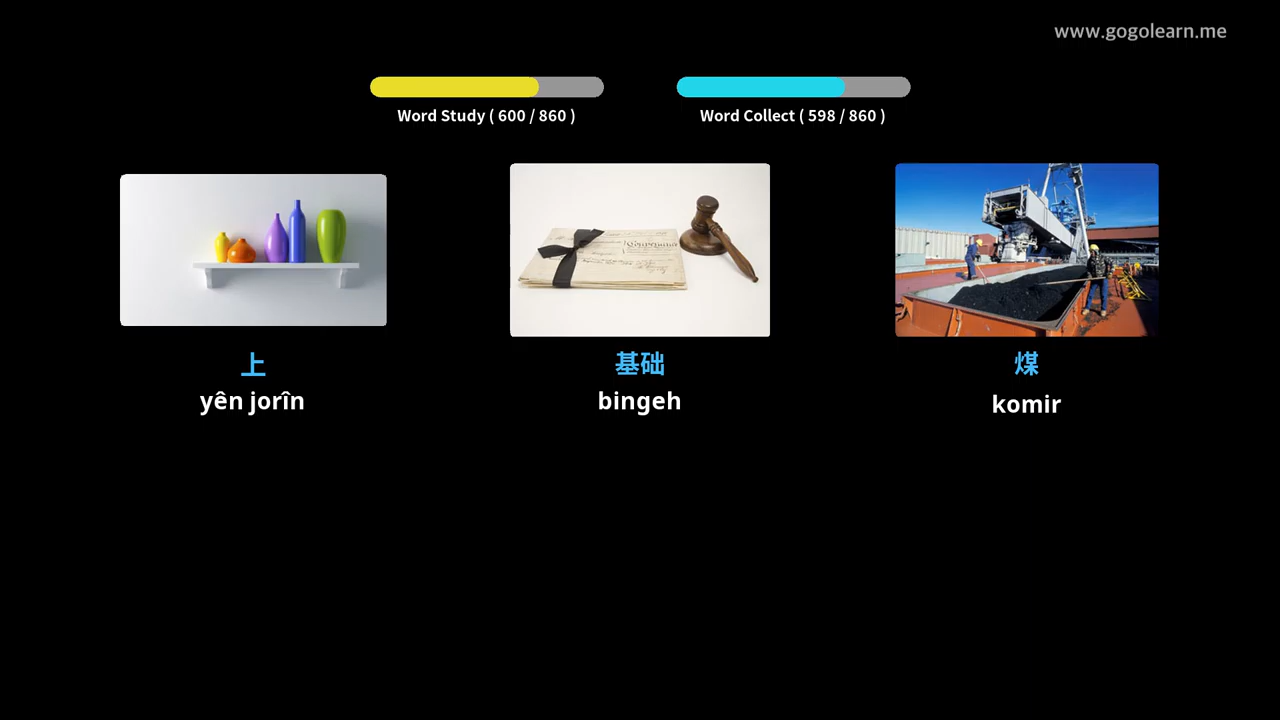 www.gogolearn.me
Word Study ( 600 / 860 )
Word Collect ( 598 / 860 )
上
yên jorîn
基础
bingeh
煤
komir